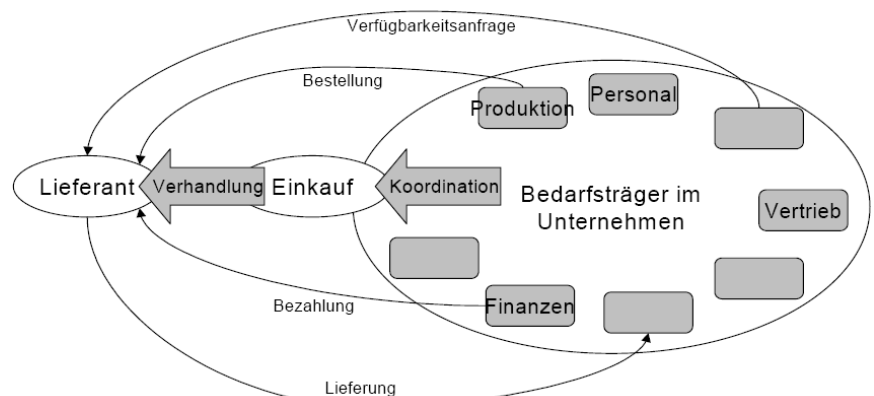 Verfügbarkeitsanfrage
Bestellung
Produktion
Personal
Lieferant
Verhandlung
Einkauf
Koordination
Bedarfsträger im
Unternehmen
Vertrieb
Bezahlung
Finanzen
Lieferung